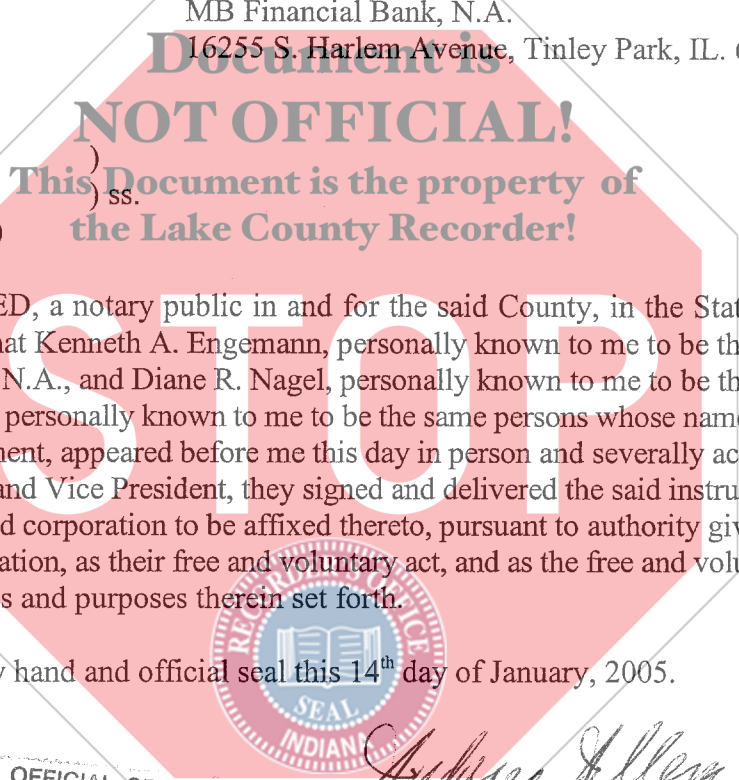 MB Financial Bank, N.A.
16255 S. Harlem Avenue, Tinley Park, IL.
Document is
NOT OFFICIAL!
)
This Document is the property of
) ss.
)
the Lake County Recorder!
STOP
ED, a notary public in and for the said County, in the Stat
at Kenneth A. Engemann, personally known to me to be th
N.A., and Diane R. Nagel, personally known to me to be th
personally known to me to be the same persons whose nam
ent, appeared before me this day in person and severally ac
and Vice President, they signed and delivered the said instru
d corporation to be affixed thereto, pursuant to authority giv
ation, as their free and voluntary act, and as the free and volu
s and purposes therein set forth.
RECORDER'S OFFICE
y hand and official seal this 14th day of January, 2005.
SEAL
INDIANA
OFFICIAL